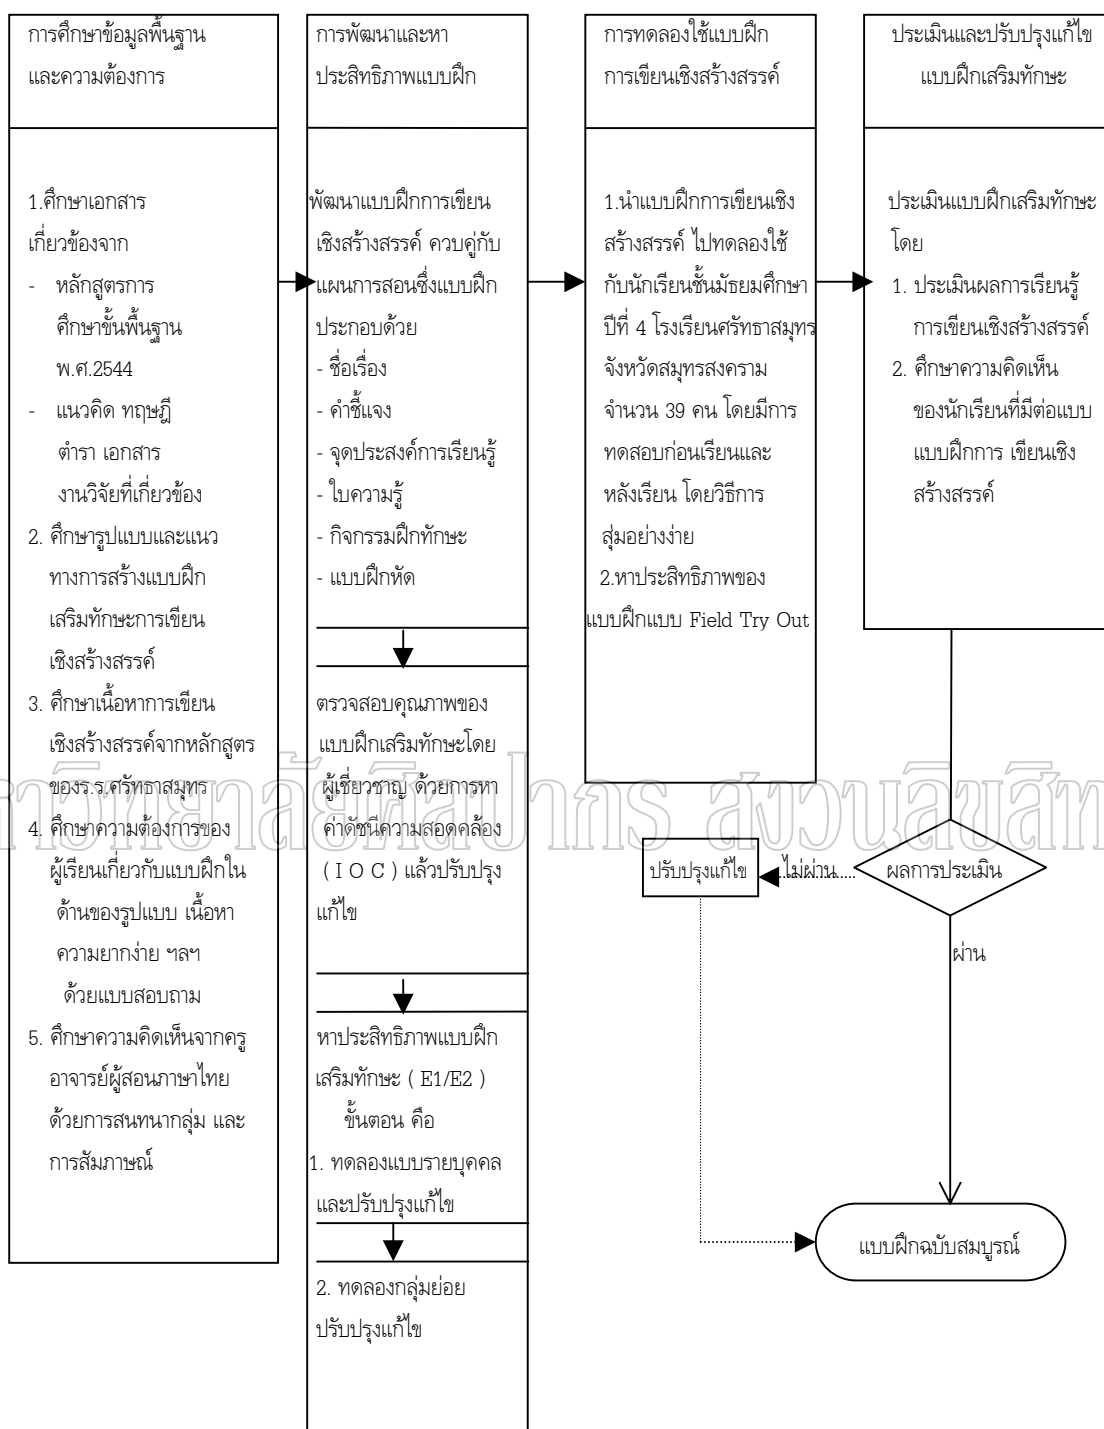 การศึกษาข้อมูลพื้นฐาน
และความต้องการ
1.ศึกษาเอกสาร
เกี่ยวข้องจาก
- หลักสูตรการ
ศึกษาขั้นพื้นฐาน
พ.ศ.2544
- แนวคิด ทฤษฎี
ตำรา เอกสาร
งานวิจัยที่เกี่ยวข้อง
2. ศึกษารูปแบบและแนว
ทางการสร้างแบบฝึก
เสริมทักษะการเขียน
เชิงสร้างสรรค์
3. ศึกษาเนื้อหาการเขียน
เชิงสร้างสรรค์จากหลักสูตร
ของร.ร.ศรัทธาสมุทร
4. ศึกษาความต้องการของ
ผู้เรียนเกี่ยวกับแบบฝึกใน
ด้านของรูปแบบ เนื้อหา
ความยากง่าย ฯลฯ
ด้วยแบบสอบถาม
5. ศึกษาความคิดเห็นจากครู
อาจารย์ผู้สอนภาษาไทย
ด้วยการสนทนากลุ่ม และ
การสัมภาษณ์
การพัฒนาและหา
ประสิทธิภาพแบบฝึก
พัฒนาแบบฝึกการเขียน
เชิงสร้างสรรค์ ควบคู่กับ
แผนการสอนซึ่งแบบฝึก
ประกอบด้วย
- ชื่อเรื่อง
- คำชี้แจง
- จุดประสงค์การเรียนรู้
- ใบความรู้
- กิจกรรมฝึกทักษะ
- แบบฝึกหัด
ตรวจสอบคุณภาพของ
แบบฝึกเสริมทักษะโดย
ผู้เชี่ยวชาญ ด้วยการหา
ค่าดัชนีความสอดคล้อง
( I O C ) แล้วปรับปรุง
แก้ไข
หาประสิทธิภาพแบบฝึก
เสริมทักษะ ( E1/E2 )
ขั้นตอน คือ
1. ทดลองแบบรายบุคคล
และปรับปรุงแก้ไข
2. ทดลองกลุ่มย่อย
ปรับปรุงแก้ไข
การทดลองใช้แบบฝึก
การเขียนเชิงสร้างสรรค์
1.นำแบบฝึกการเขียนเชิง
สร้างสรรค์ ไปทดลองใช้
กับนักเรียนชั้นมัธยมศึกษา
ปีที่ 4 โรงเรียนศรัทธาสมุทร
จังหวัดสมุทรสงคราม
จำนวน 39 คน โดยมีการ
ทดสอบก่อนเรียนและ
หลังเรียน โดยวิธีการ
สุ่มอย่างง่าย
2.หาประสิทธิภาพของ
แบบฝึกแบบ Field Try Out
ประเมินและปรับปรุงแก้ไข
แบบฝึกเสริมทักษะ
ประเมินแบบฝึกเสริมทักษะ
โดย
1. ประเมินผลการเรียนรู้
การเขียนเชิงสร้างสรรค์
2. ศึกษาความคิดเห็น
ของนักเรียนที่มีต่อแบบ
แบบฝึกการ เขียนเชิง
สร้างสรรค์
ผลการประเมิน
ไม่ผ่าน
ปรับปรุงแก้ไข
ผ่าน
แบบฝึกฉบับสมบูรณ์